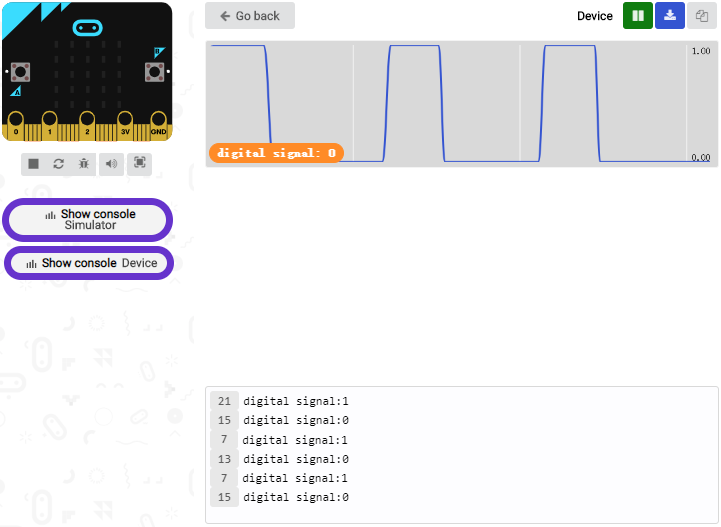 Go back
Device
B
A
0 1 2 3V GND
Show console
Simulator
Show console Device
1.00
digital signal: 0
0.00
21 digital signal:1
15 digital signal:0
7 digital signal:1
13 digital signal:0
7 digital signal:1
15 digital signal:0